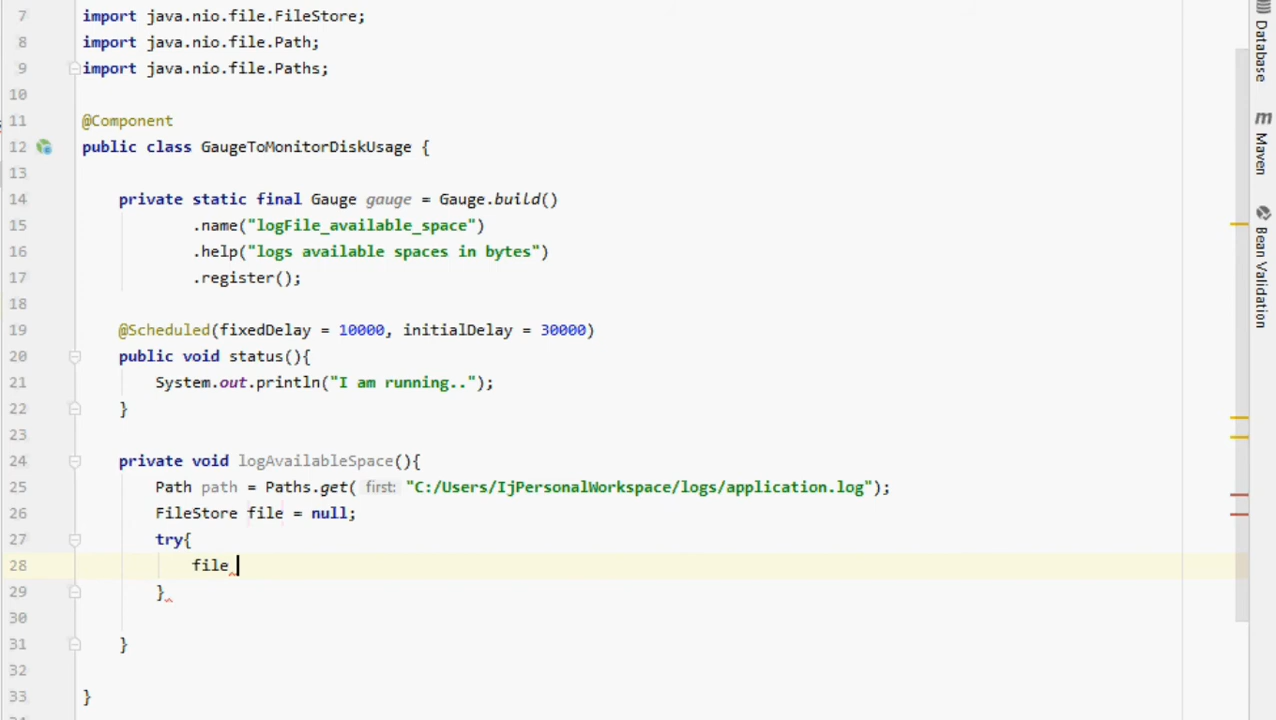 7 import java.nio.file.FileStore;
8 import java.nio.file.Path;
9 import java.nio.file.Paths;
10
11 @Component
12 public class GaugeToMonitorDiskUsage {
13
14 private static final Gauge gauge = Gauge.build()
15 .name("logFile_available_space")
16 .help("logs available spaces in bytes")
17 .register();
18
19 @Scheduled(fixedDelay = 10000, initialDelay = 30000)
20 public void status(){
21 System.out.println("I am running..");
22 }
23
24 private void logAvailableSpace(){
25 Path path = Paths.get( first: "C:/Users/IjPersonalWorkspace/logs/application.log");
26 FileStore file = null;
27 try{
28 file
29 }
30
31 }
32
33 }
Database
Maven
Bean Validation